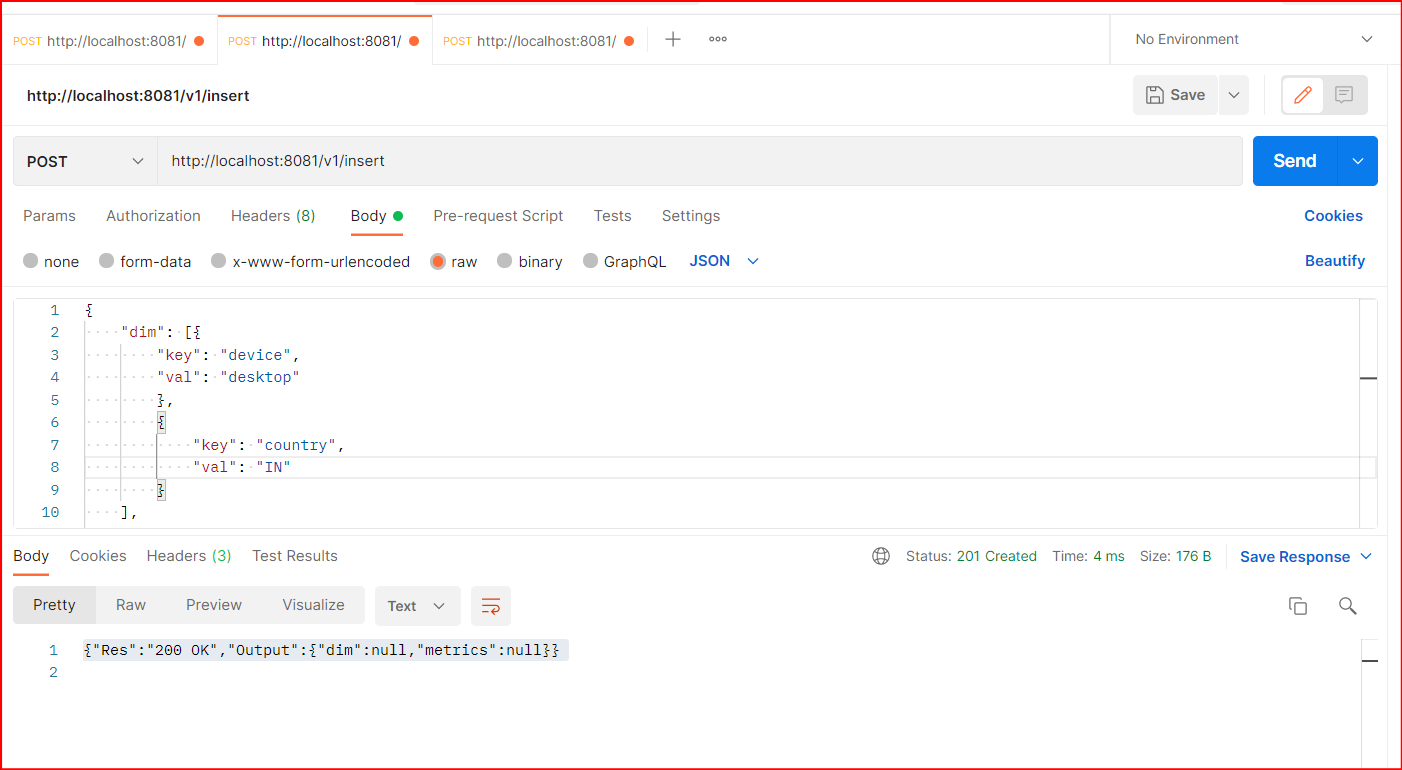 POST http://localhost:8081/ POST http://localhost:8081/ POST http://localhost:8081/ No Environment
http://localhost:8081/v1/insert Save
POST http://localhost:8081/v1/insert Send
Params Authorization Headers (8) Body Pre-request Script Tests Settings Cookies
none form-data x-www-form-urlencoded raw binary GraphQL JSON Beautify
1 {
2 "dim": [{
3 "key": "device",
4 "val": "desktop"
5 },
6 {
7 "key": "country",
8 "val": "IN"
9 }
10 ],
Body Cookies Headers (3) Test Results Status: 201 Created Time: 4 ms Size: 176 B Save Response
Pretty Raw Preview Visualize Text
1 {"Res":"200 OK","Output":{"dim":null,"metrics":null}}
2